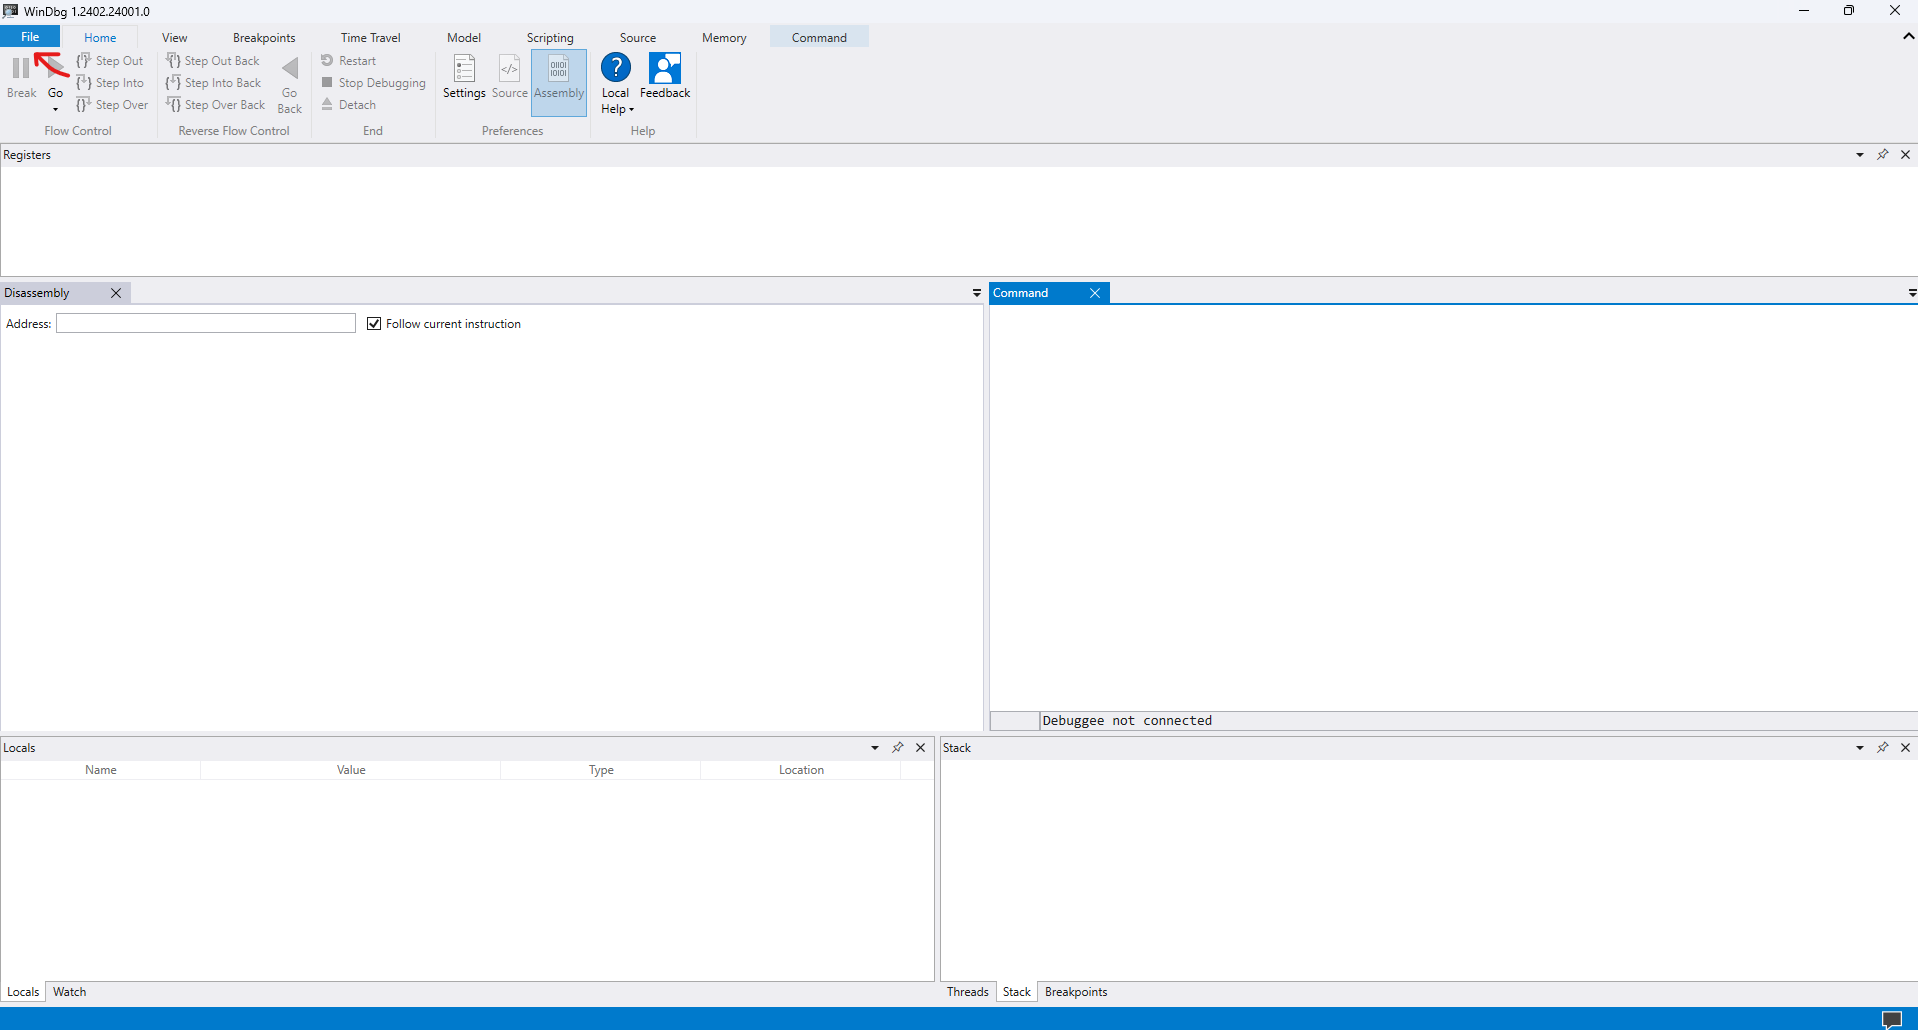 WinDbg 1.2402.24001.0
File Home View Breakpoints Time Travel Model Scripting Source Memory Command
Step Out Step Out Back Restart
Step Into Step Into Back Stop Debugging
Break Go Go Settings Source Assembly Local Feedback
Step Over Step Over Back Back Detach Help
Flow Control Reverse Flow Control End Preferences Help
Registers
Disassembly Command
Address: Follow current instruction
Debuggee not connected
Locals Stack
Name Value Type Location
Locals Watch Threads Stack Breakpoints